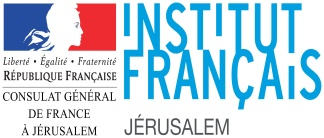 Liberté • Égalité • Fraternité
RÉPUBLIQUE FRANÇAISE
CONSULAT GÉNÉRAL
DE FRANCE
À JÉRUSALEM
INSTITUT
FRANÇAIS
JÉRUSALEM